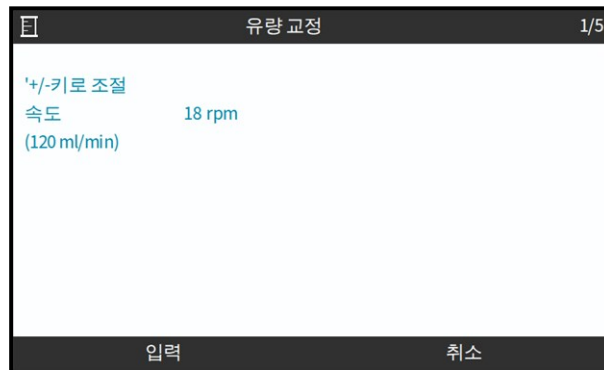 유량 교정 1/5
'+/-키로 조절
속도 18 rpm
(120 ml/min)
입력 취소